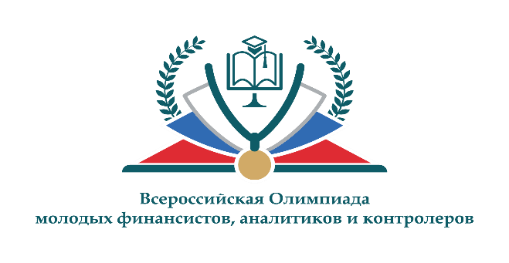 Всероссийская Олимпиада
молодых финансистов, аналитиков и контролеров